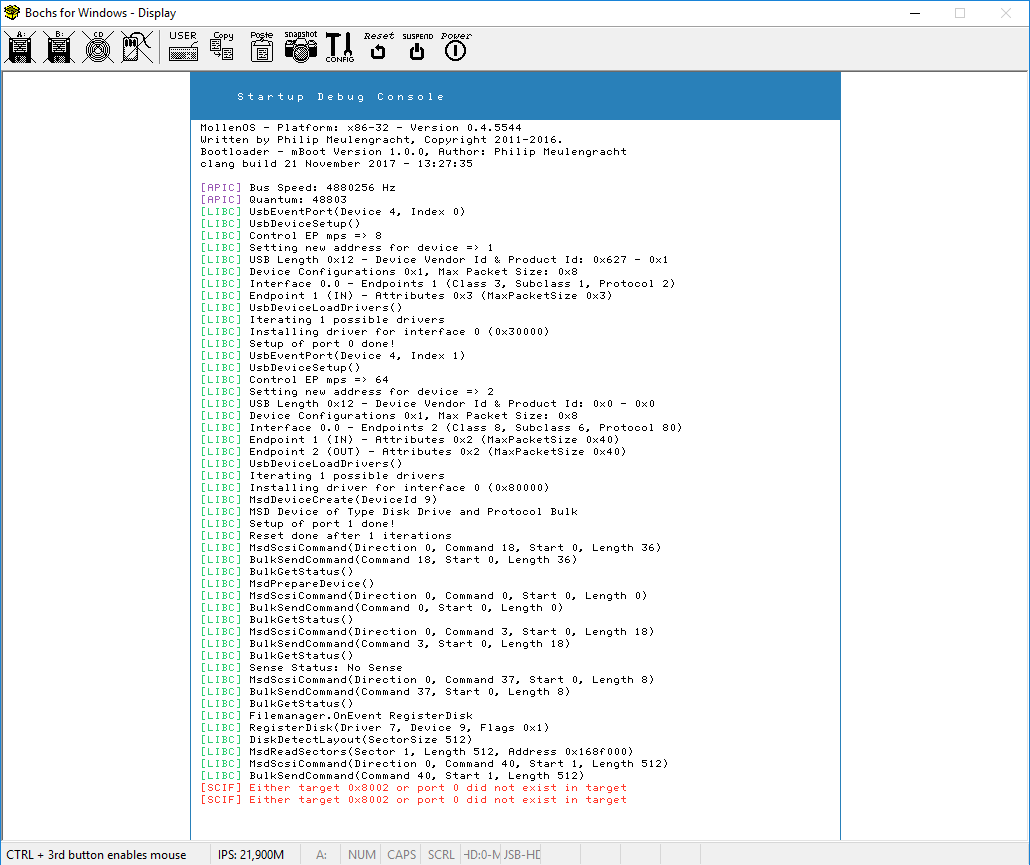 Bochs for Windows - Display
A:
B:
CD
USER
Copy
Paste
Snapshot
CONFIG
Reset
SUSPEND
Power
Startup Debug Console
MollenOS - Platform: x86-32 - Version 0.4.5544
Written by Philip Meulengracht, Copyright 2011-2016.
Bootloader - mBoot Version 1.0.0, Author: Philip Meulengracht
clang build 21 November 2017 - 13:27:35
[APIC] Bus Speed: 4880256 Hz
[APIC] Quantum: 48803
[LIBC] UsbEventPort(Device 4, Index 0)
[LIBC] UsbDeviceSetup()
[LIBC] Control EP mps => 8
[LIBC] Setting new address for device => 1
[LIBC] USB Length 0x12 - Device Vendor Id & Product Id: 0x627 - 0x1
[LIBC] Device Configurations 0x1, Max Packet Size: 0x8
[LIBC] Interface 0.0 - Endpoints 1 (Class 3, Subclass 1, Protocol 2)
[LIBC] Endpoint 1 (IN) - Attributes 0x3 (MaxPacketSize 0x3)
[LIBC] UsbDeviceLoadDrivers()
[LIBC] Iterating 1 possible drivers
[LIBC] Installing driver for interface 0 (0x30000)
[LIBC] Setup of port 0 done!
[LIBC] UsbEventPort(Device 4, Index 1)
[LIBC] UsbDeviceSetup()
[LIBC] Control EP mps => 64
[LIBC] Setting new address for device => 2
[LIBC] USB Length 0x12 - Device Vendor Id & Product Id: 0x0 - 0x0
[LIBC] Device Configurations 0x1, Max Packet Size: 0x8
[LIBC] Interface 0.0 - Endpoints 2 (Class 8, Subclass 6, Protocol 80)
[LIBC] Endpoint 1 (IN) - Attributes 0x2 (MaxPacketSize 0x40)
[LIBC] Endpoint 2 (OUT) - Attributes 0x2 (MaxPacketSize 0x40)
[LIBC] UsbDeviceLoadDrivers()
[LIBC] Iterating 1 possible drivers
[LIBC] Installing driver for interface 0 (0x80000)
[LIBC] MsdDeviceCreate(DeviceId 9)
[LIBC] MSD Device of Type Disk Drive and Protocol Bulk
[LIBC] Setup of port 1 done!
[LIBC] Reset done after 1 iterations
[LIBC] MsdScsiCommand(Direction 0, Command 18, Start 0, Length 36)
[LIBC] BulkSendCommand(Command 18, Start 0, Length 36)
[LIBC] BulkGetStatus()
[LIBC] MsdPrepareDevice()
[LIBC] MsdScsiCommand(Direction 0, Command 0, Start 0, Length 0)
[LIBC] BulkSendCommand(Command 0, Start 0, Length 0)
[LIBC] BulkGetStatus()
[LIBC] MsdScsiCommand(Direction 0, Command 3, Start 0, Length 18)
[LIBC] BulkSendCommand(Command 3, Start 0, Length 18)
[LIBC] BulkGetStatus()
[LIBC] Sense Status: No Sense
[LIBC] MsdScsiCommand(Direction 0, Command 37, Start 0, Length 8)
[LIBC] BulkSendCommand(Command 37, Start 0, Length 8)
[LIBC] BulkGetStatus()
[LIBC] Filemanager.OnEvent RegisterDisk
[LIBC] RegisterDisk(Driver 7, Device 9, Flags 0x1)
[LIBC] DiskDetectLayout(SectorSize 512)
[LIBC] MsdReadSectors(Sector 1, Length 512, Address 0x168f000)
[LIBC] MsdScsiCommand(Direction 0, Command 40, Start 1, Length 512)
[LIBC] BulkSendCommand(Command 40, Start 1, Length 512)
[SCIF] Either target 0x8002 or port 0 did not exist in target
[SCIF] Either target 0x8002 or port 0 did not exist in target
CTRL + 3rd button enables mouse IPS: 21,900M A: NUM CAPS SCRL HD:0-M JSB-HD